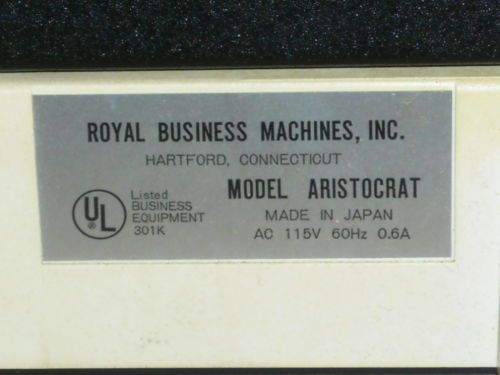 ROYAL BUSINESS MACHINES, INC.
HARTFORD, CONNECTICUT
MODEL ARISTOCRAT
UL®
Listed
BUSINESS
EQUIPMENT
301K
MADE IN JAPAN
AC 115V 60Hz 0.6A